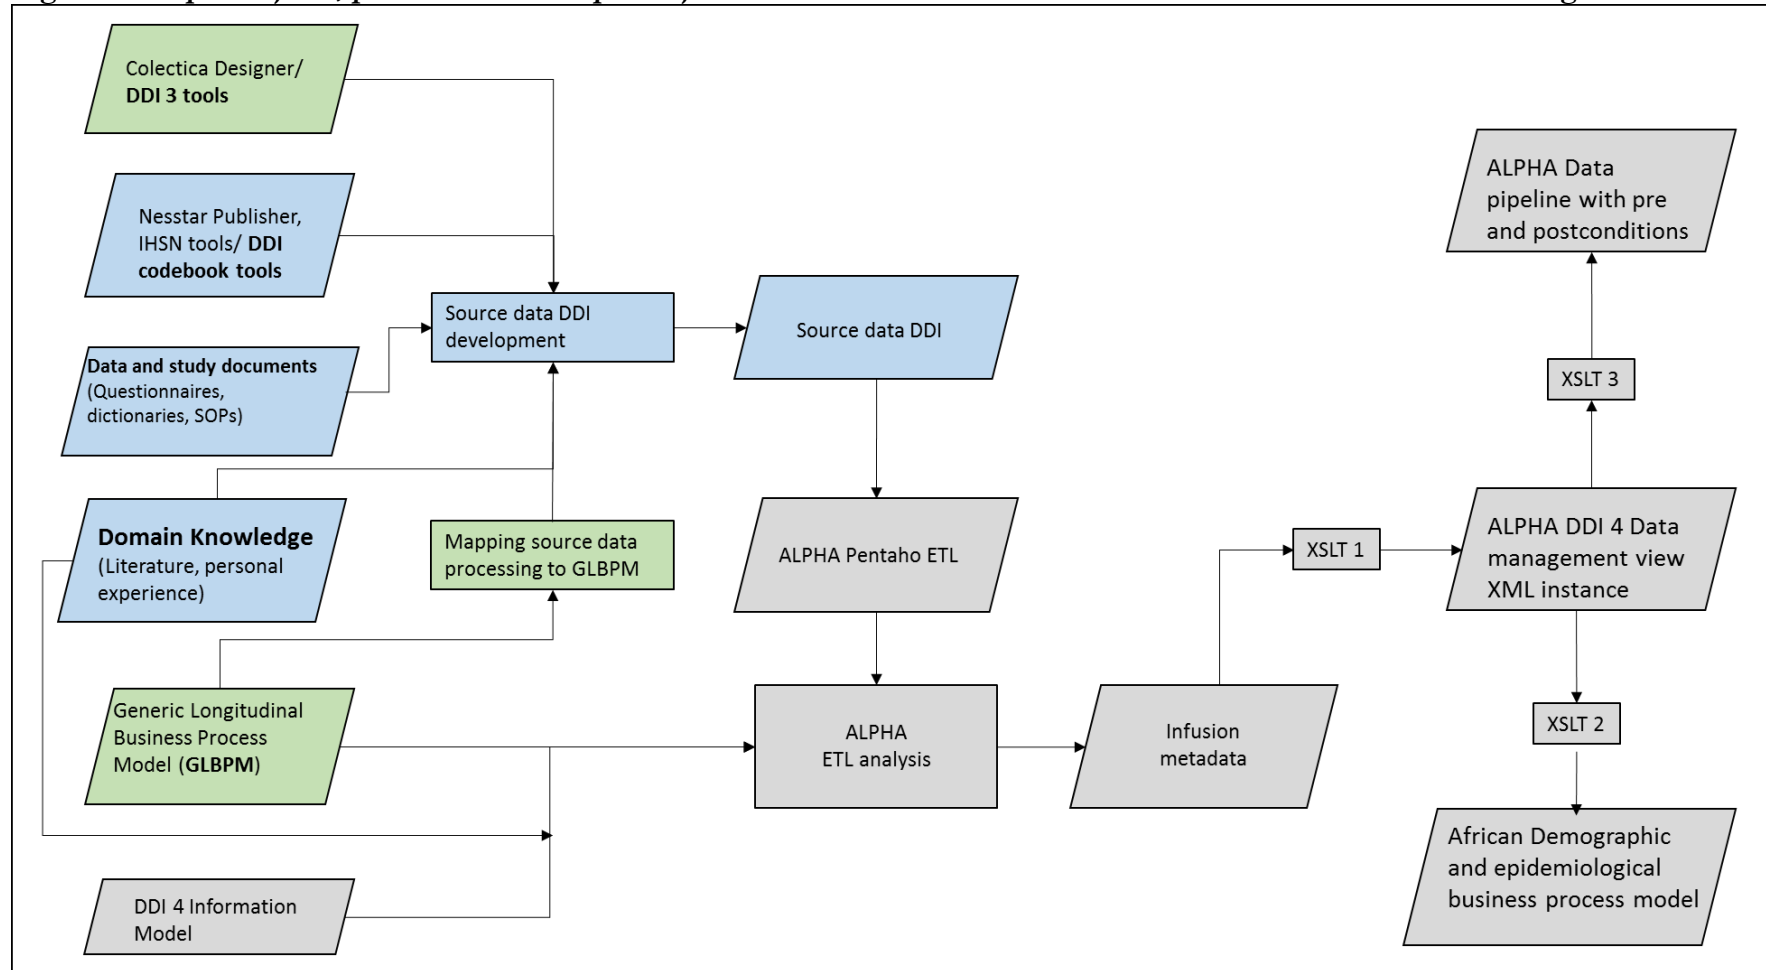 Colectica Designer/
DDI 3 tools
Nesstar Publisher,
IHSN tools/ DDI
codebook tools
Data and study documents
(Questionnaires,
dictionaries, SOPs)
Domain Knowledge
(Literature, personal
experience)
Generic Longitudinal
Business Process
Model (GLBPM)
DDI 4 Information
Model
Source data DDI
development
Mapping source data
processing to GLBPM
Source data DDI
ALPHA Pentaho ETL
ALPHA
ETL analysis
Infusion
metadata
XSLT 1
ALPHA Data
pipeline with pre
and postconditions
XSLT 3
ALPHA DDI 4 Data
management view
XML instance
XSLT 2
African Demographic
and epidemiological
business process model